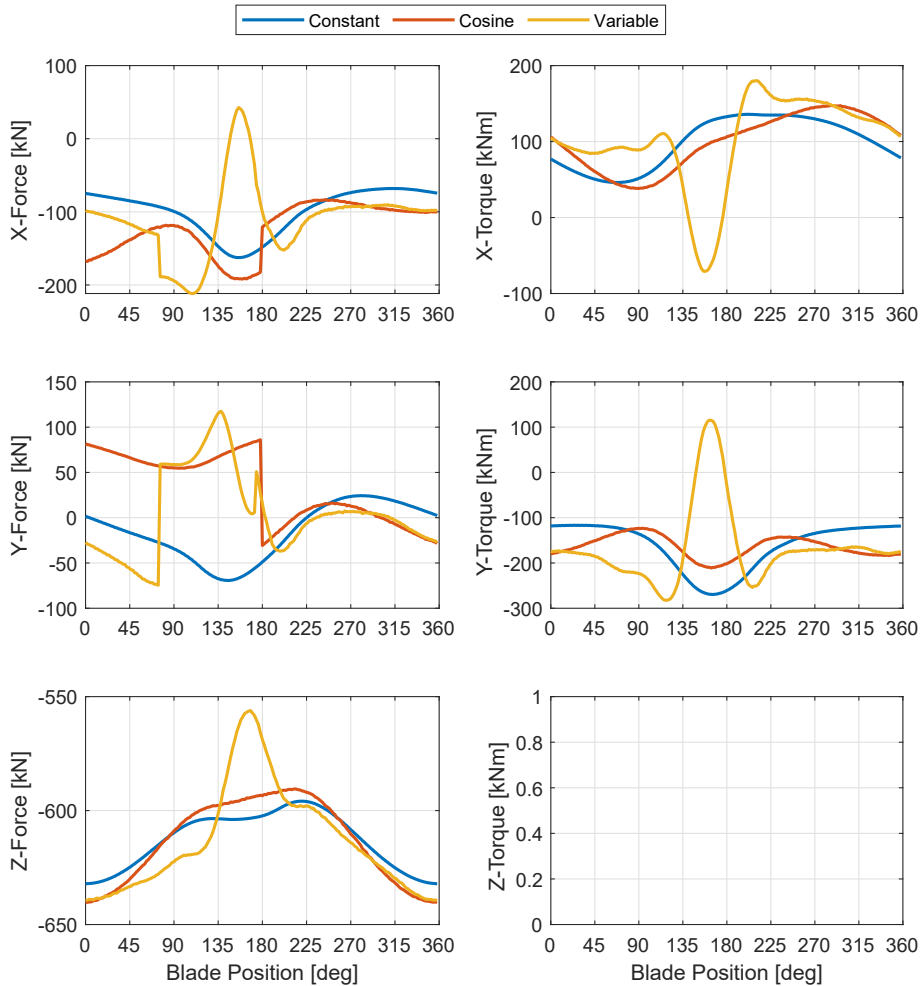 Constant Cosine Variable
X-Force [kN]
100
0
-100
-200
0 45 90 135 180 225 270 315 360
X-Torque [kNm]
200
100
0
-100
0 45 90 135 180 225 270 315 360
Y-Force [kN]
150
100
50
0
-50
-100
0 45 90 135 180 225 270 315 360
Y-Torque [kNm]
200
100
0
-100
-200
-300
0 45 90 135 180 225 270 315 360
Z-Force [kN]
-550
-600
-650
0 45 90 135 180 225 270 315 360
Blade Position [deg]
Z-Torque [kNm]
1
0.8
0.6
0.4
0.2
0
0 45 90 135 180 225 270 315 360
Blade Position [deg]